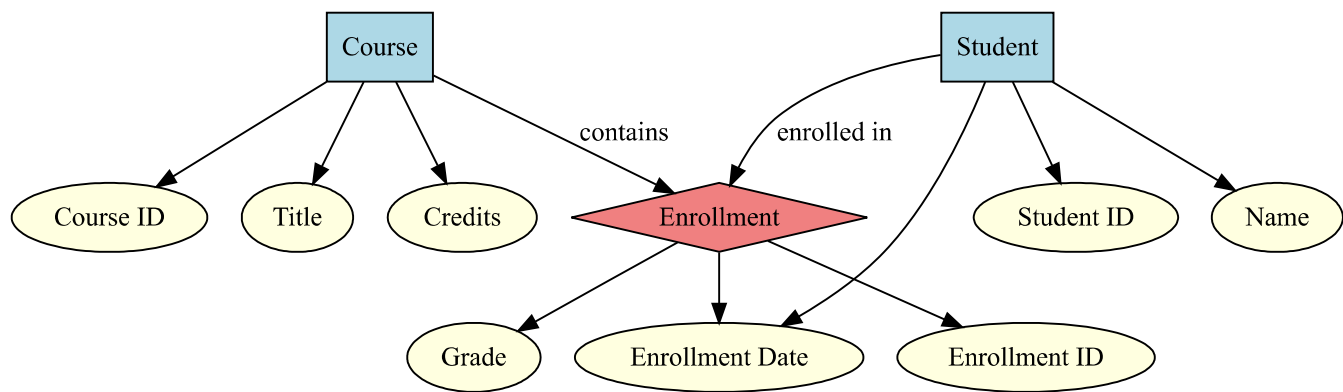 Course
Student
contains
enrolled in
Course ID
Title
Credits
Enrollment
Student ID
Name
Grade
Enrollment Date
Enrollment ID